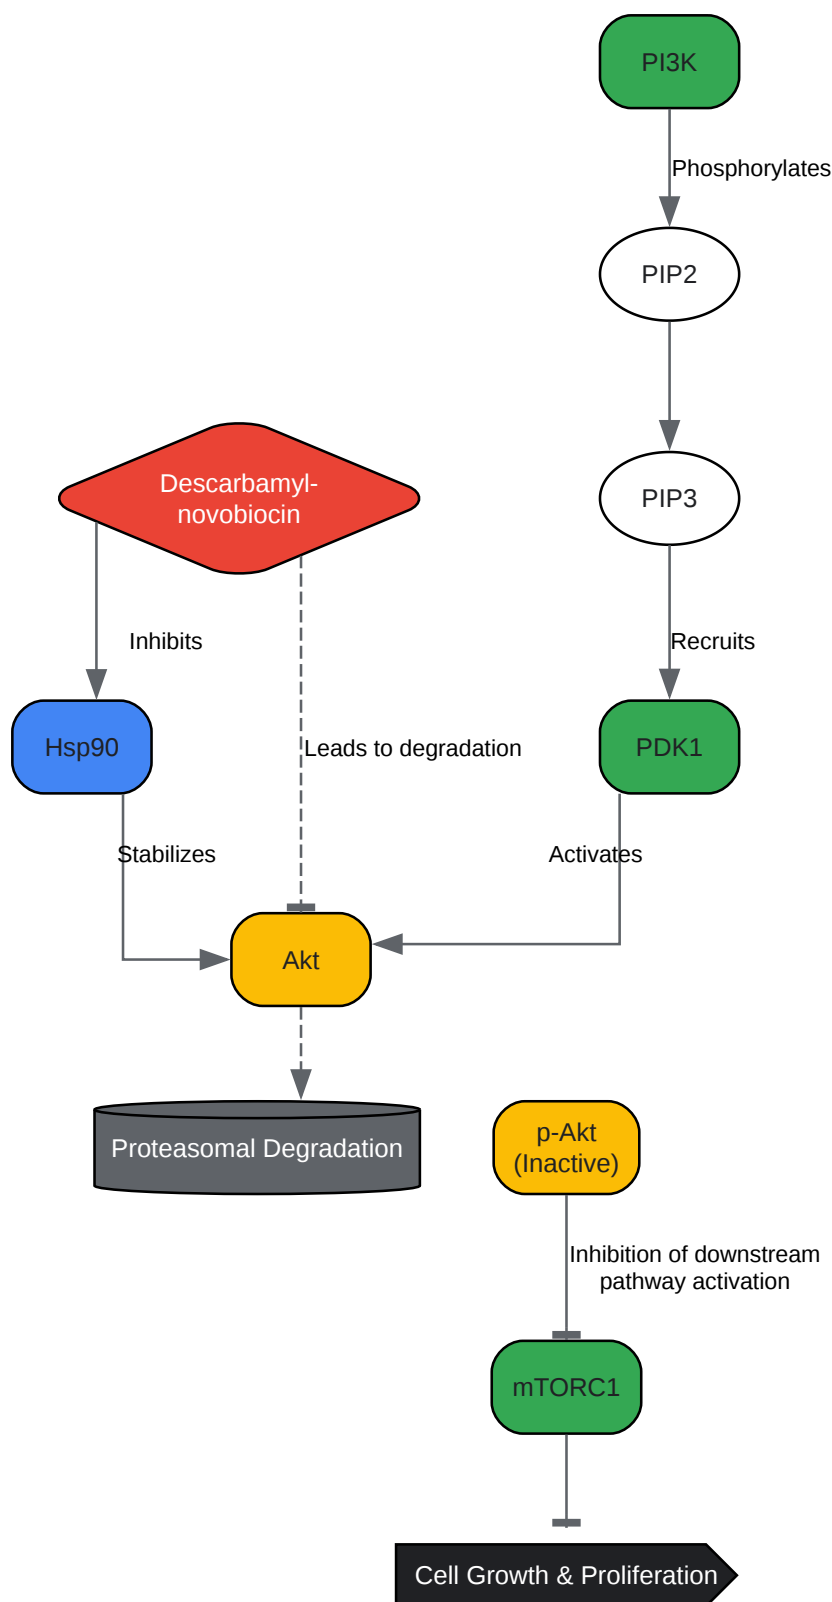 PI3K
Phosphorylates
PIP2
Descarbamyl-
novobiocin
PIP3
Inhibits
Recruits
Hsp90
Leads to degradation
PDK1
Stabilizes
Activates
Akt
Proteasomal Degradation
p-Akt
(Inactive)
Inhibition of downstream
pathway activation
mTORC1
Cell Growth & Proliferation